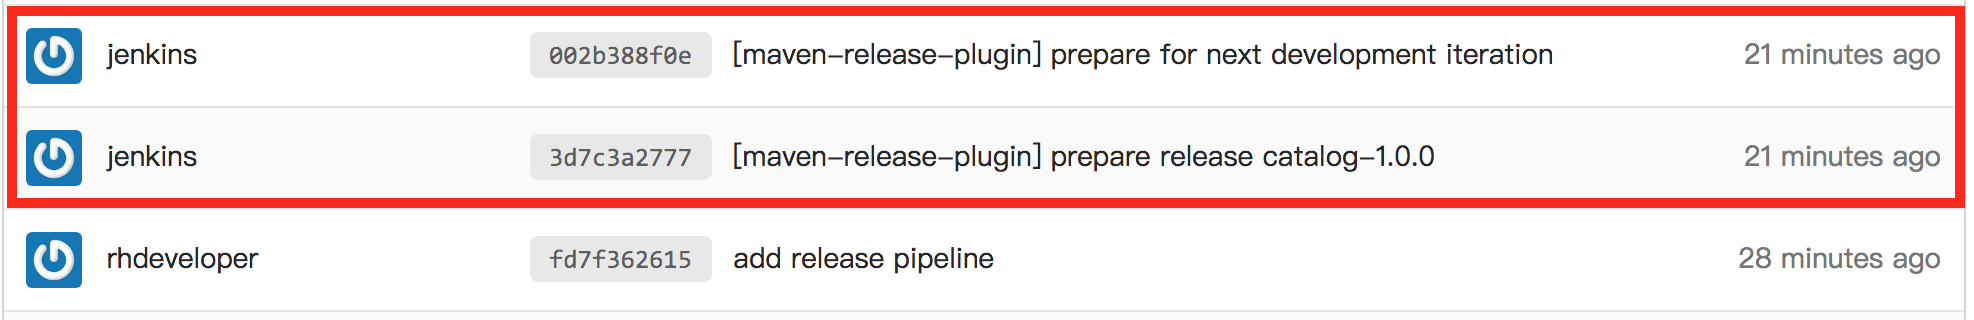 jenkins 002b388f0e [maven-release-plugin] prepare for next development iteration 21 minutes ago
jenkins 3d7c3a2777 [maven-release-plugin] prepare release catalog-1.0.0 21 minutes ago
rhdeveloper fd7f362615 add release pipeline 28 minutes ago